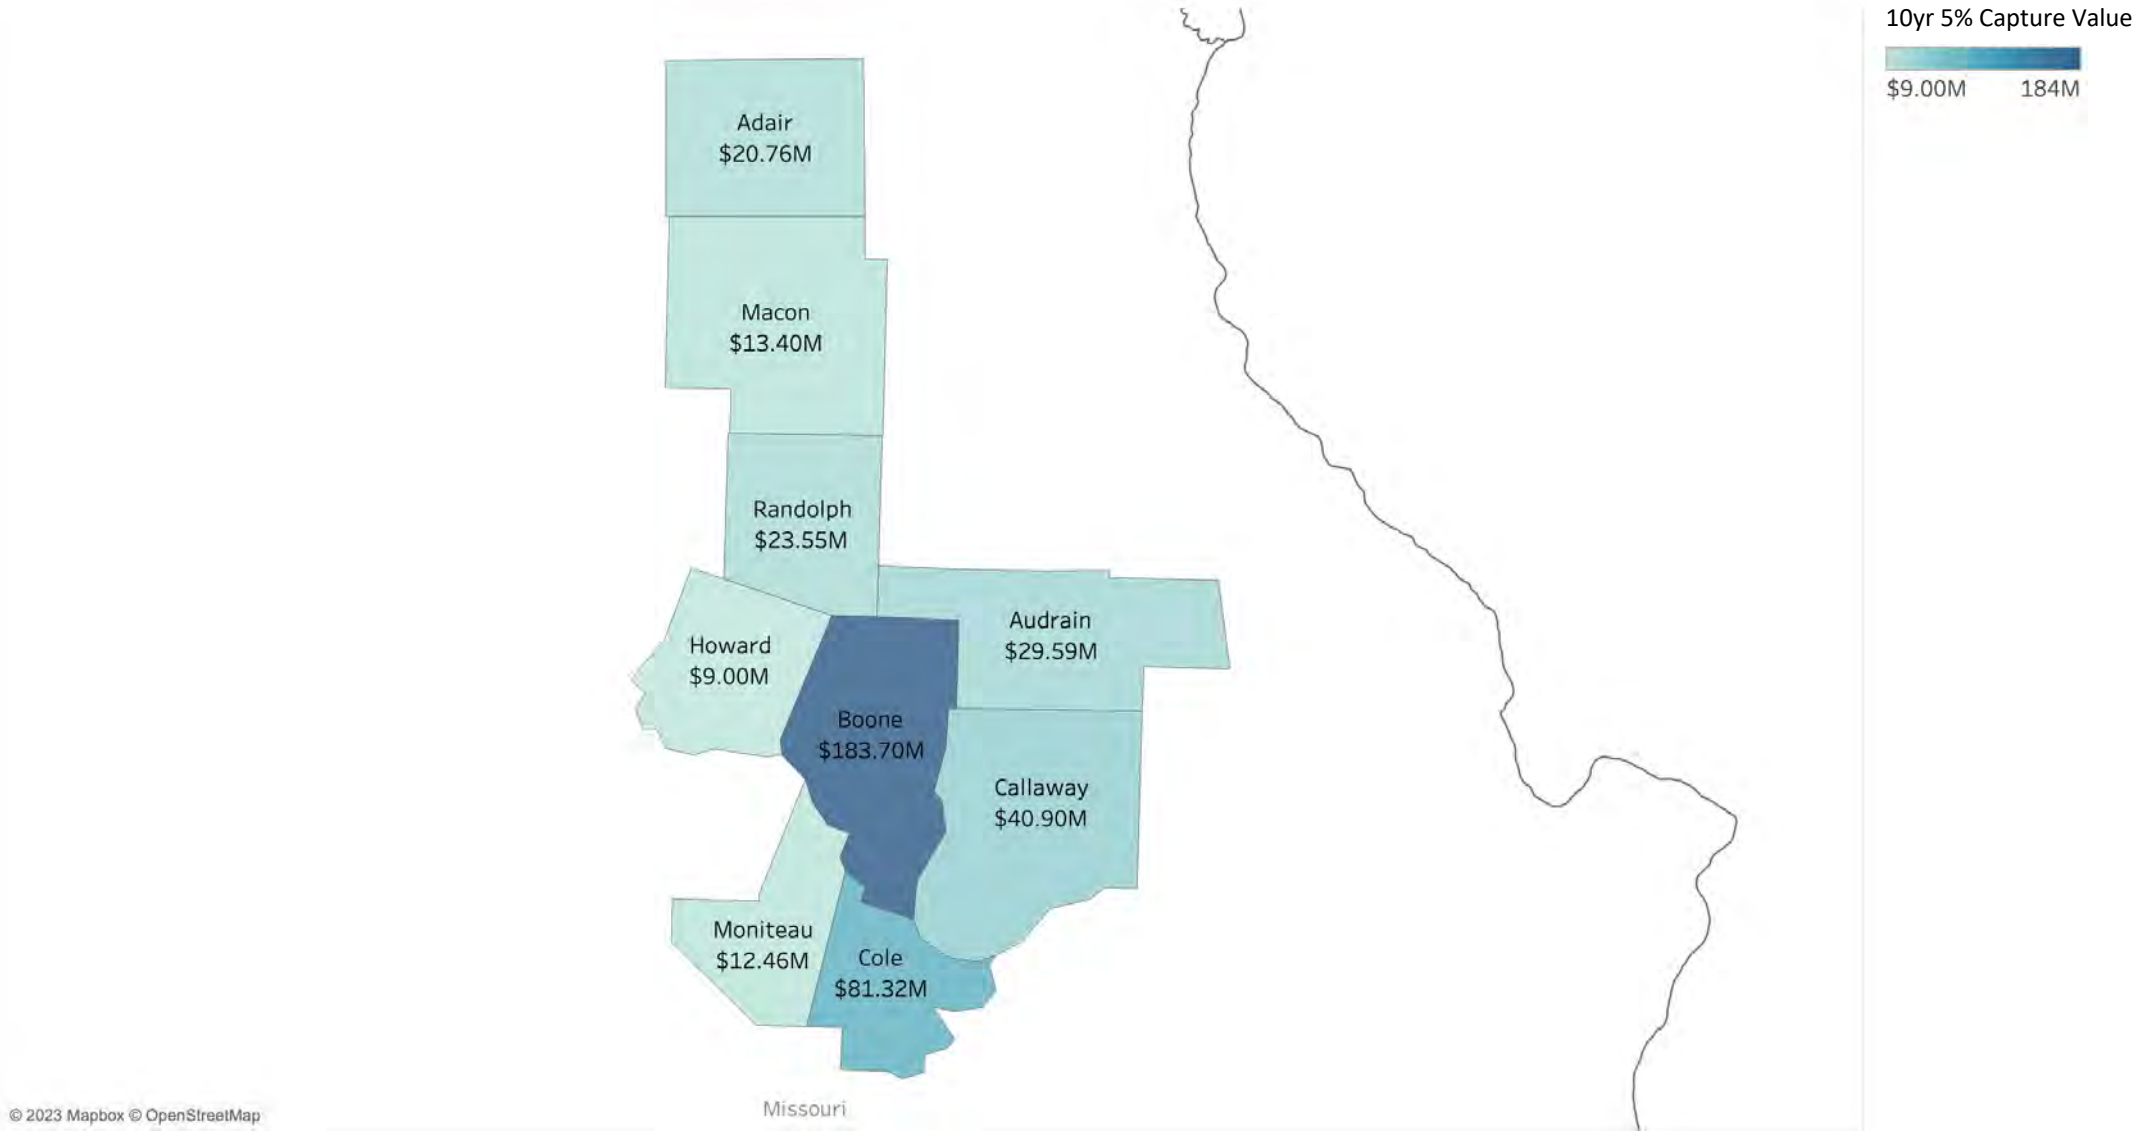 10yr 5% Capture Value
$9.00M 184M
Adair
$20.76M
Macon
$13.40M
Randolph
$23.55M
Audrain
$29.59M
Howard
$9.00M
Boone
$183.70M
Callaway
$40.90M
Moniteau
$12.46M
Cole
$81.32M
Missouri
© 2023 Mapbox © OpenStreetMap